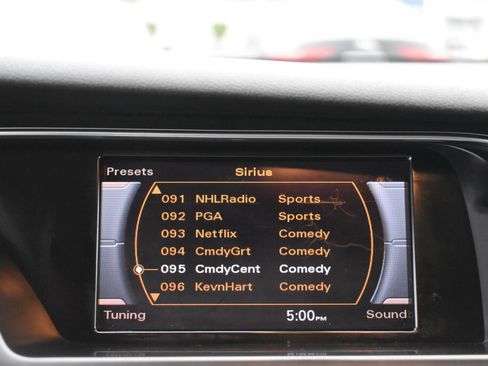 Presets Sirius
091 NHLRadio Sports
092 PGA Sports
093 Netflix Comedy
094 CmdyGrt Comedy
095 CmdyCent Comedy
096 KevnHart Comedy
Tuning 5:00PM Sound